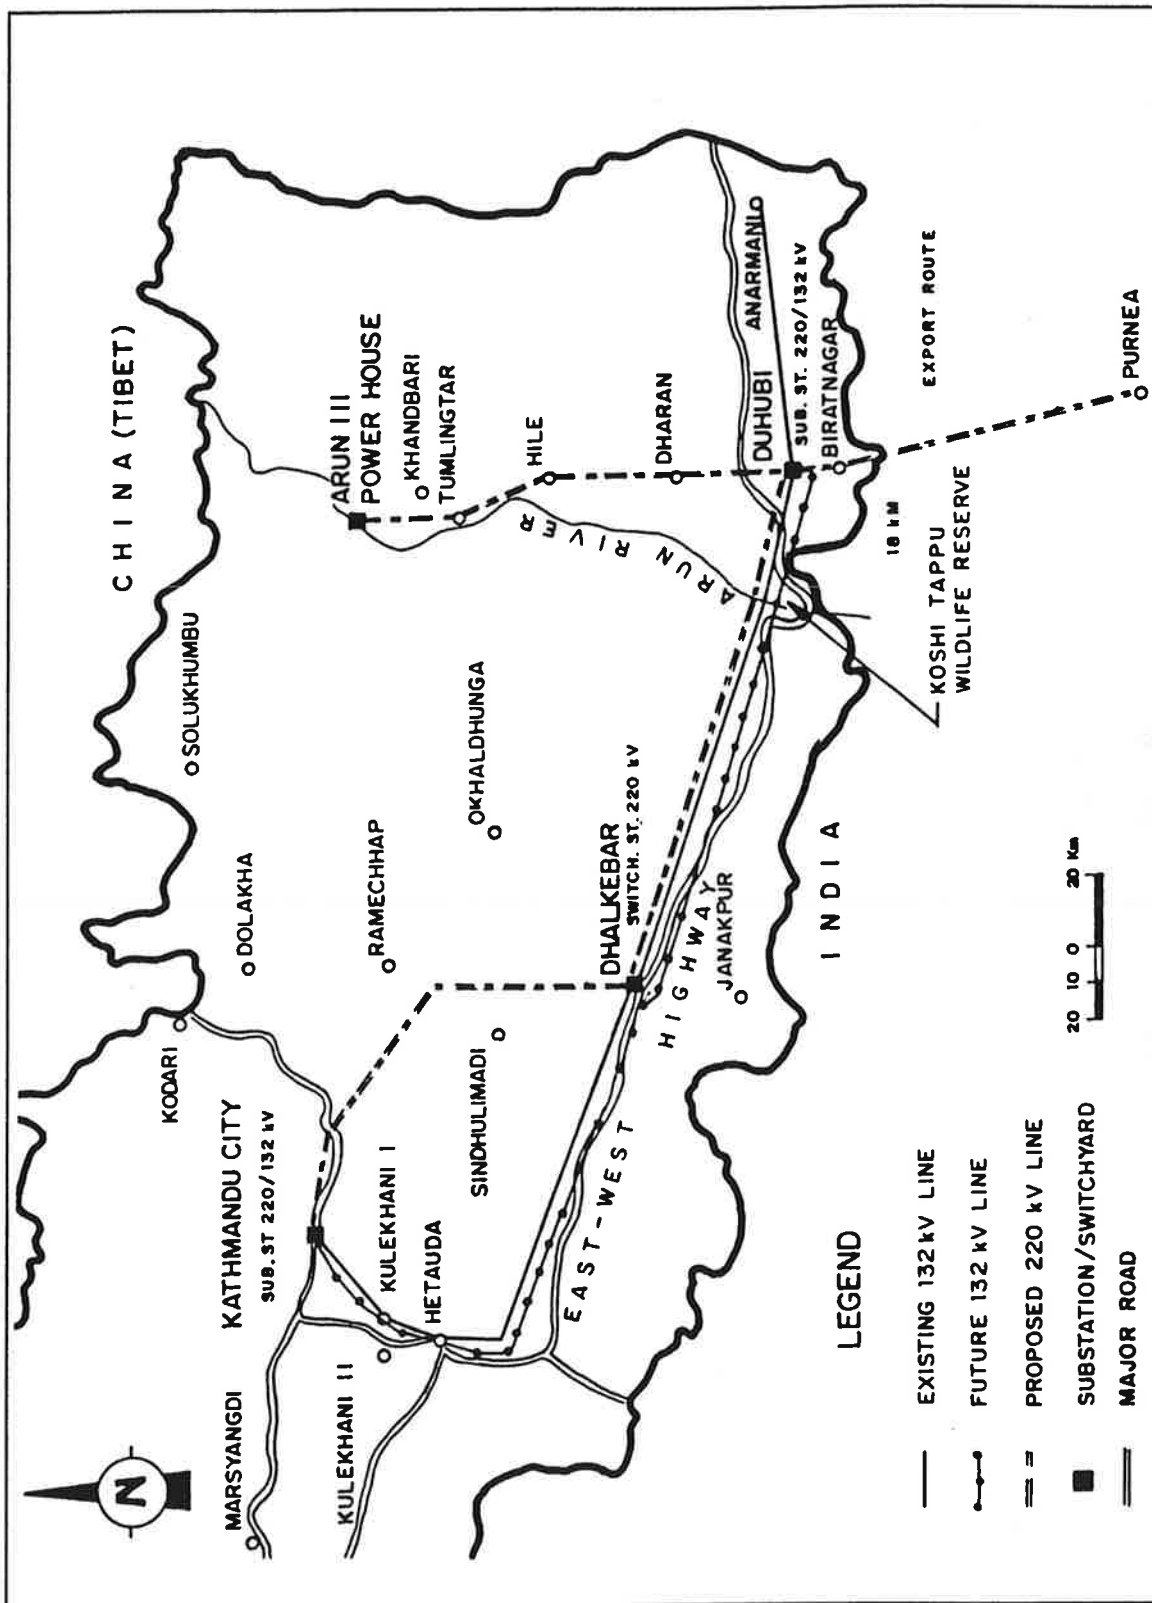 CHINA (TIBET)
N
KODARI
DOLAKHA
SOLUKHUMBU
MARSYANGDI
KATHMANDU CITY
SUB. ST 220/132 kV
RAMECHHAP
ARUN III
POWER HOUSE
KULEKHANI II
KULEKHANI I
KHANDBARI
HETAUDA
TUMLINGTAR
SINDHULIMADI
OKHALDHUNGA
HILE
ARUN RIVER
DHALKEBAR
SWITCH. ST. 220 kV
DHARAN
EAST-WEST HIGHWAY
JANAKPUR
ANARMANI
DUHUBI
SUB. ST. 220/132 kV
BIRATNAGAR
INDIA
18 kM
EXPORT ROUTE
KOSHI TAPPU
WILDLIFE RESERVE
PURNEA
LEGEND
EXISTING 132 kV LINE
FUTURE 132 kV LINE
PROPOSED 220 kV LINE
SUBSTATION/SWITCHYARD
MAJOR ROAD
20 10 0 20 Km